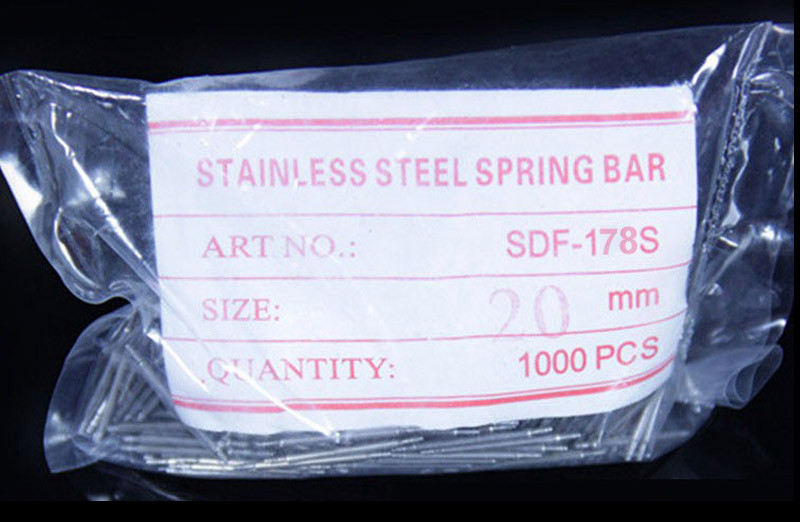 STAINLESS STEEL SPRING BAR
ART NO.: SDF-178S
SIZE: 20 mm
QUANTITY: 1000 PCS